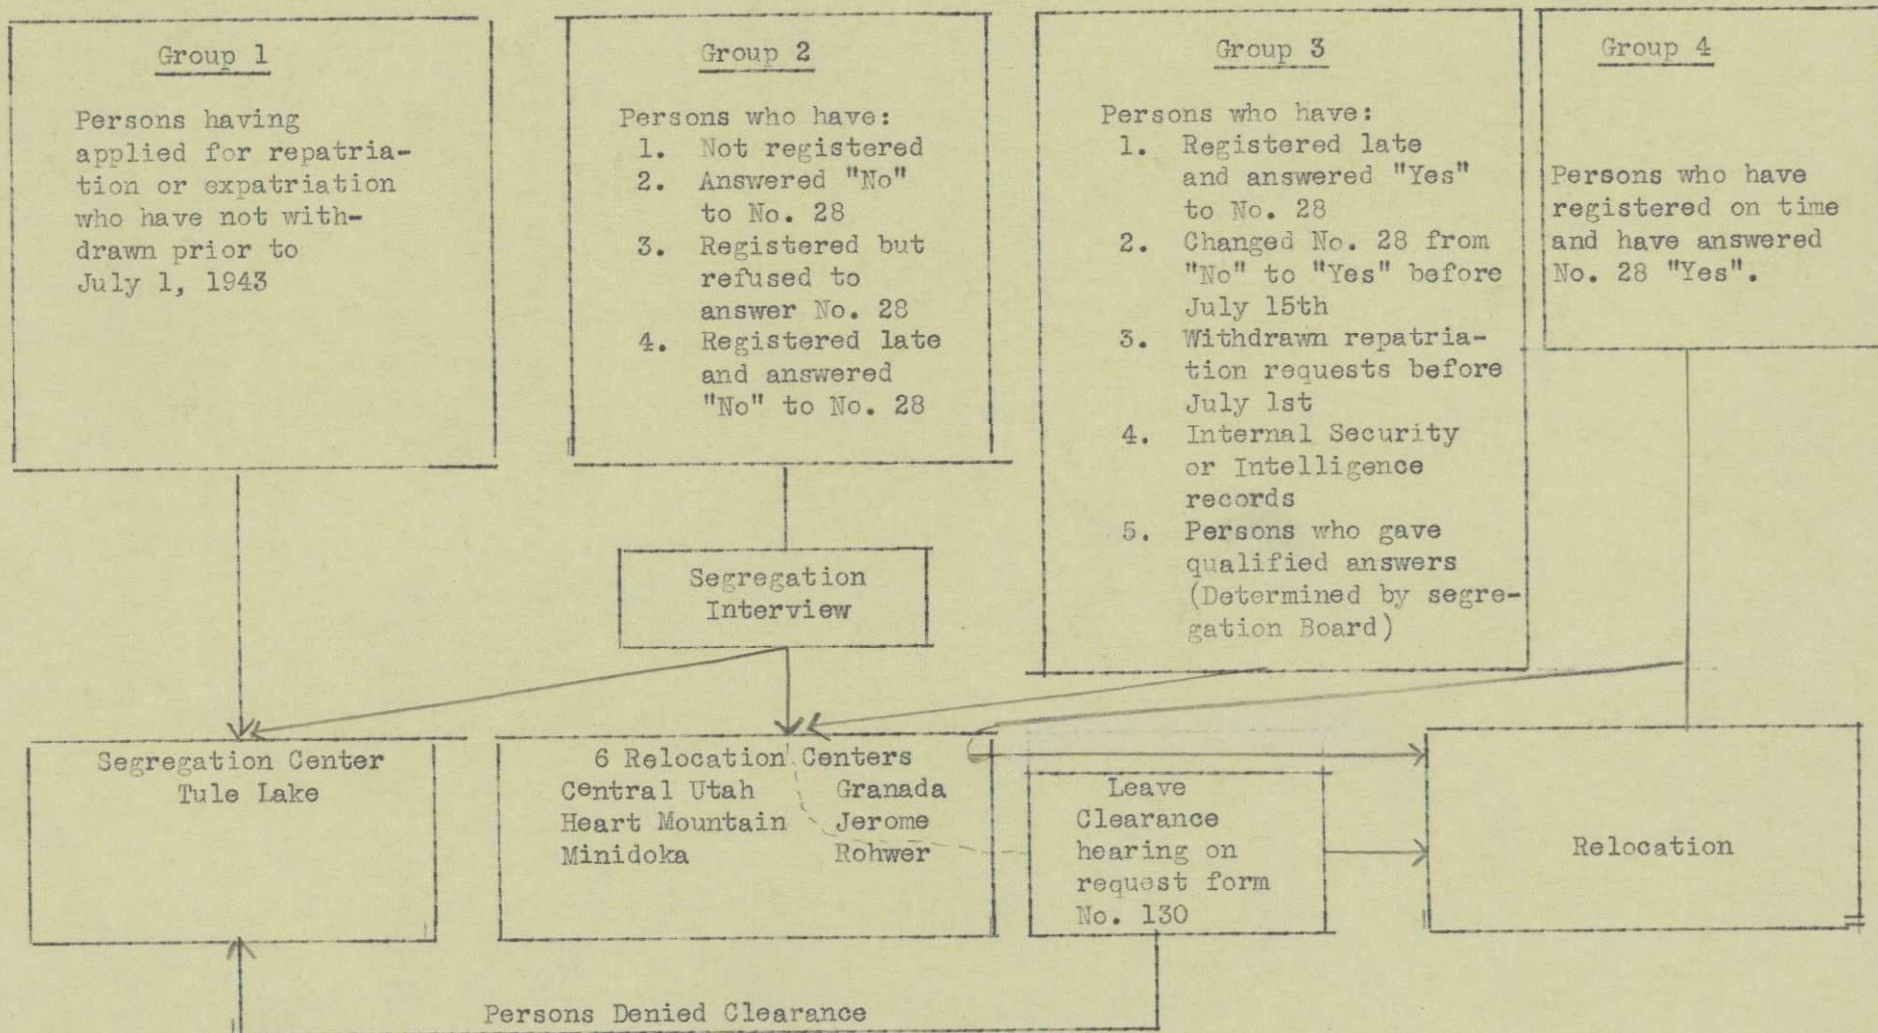 Group 1
Persons having
applied for repatria-
tion or expatriation
who have not with-
drawn prior to
July 1, 1943
Group 2
Persons who have:
1. Not registered
2. Answered "No"
to No. 28
3. Registered but
refused to
answer No. 28
4. Registered late
and answered
"No" to No. 28
Group 3
Persons who have:
1. Registered late
and answered "Yes"
to No. 28
2. Changed No. 28 from
"No" to "Yes" before
July 15th
3. Withdrawn repatria-
tion requests before
July 1st
4. Internal Security
or Intelligence
records
5. Persons who gave
qualified answers
(Determined by segre-
gation Board)
Group 4
Persons who have
registered on time
and have answered
No. 28 "Yes".
Segregation
Interview
Segregation Center
Tule Lake
6 Relocation Centers
Central Utah Granada
Heart Mountain Jerome
Minidoka Rohwer
Leave
Clearance
hearing on
request form
No. 130
Relocation
Persons Denied Clearance